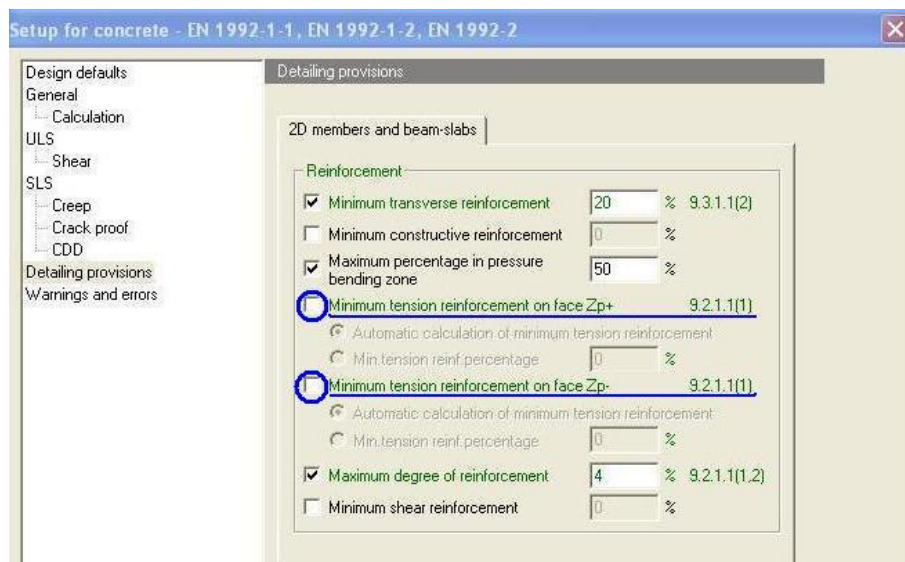 Setup for concrete - EN 1992-1-1, EN 1992-1-2, EN 1992-2
Design defaults
General
Calculation
ULS
Shear
SLS
Creep
Crack proof
CDD
Detailing provisions
Warnings and errors
Detailing provisions
2D members and beam-slabs
Reinforcement
Minimum transverse reinforcement 20 % 9.3.1.1(2)
Minimum constructive reinforcement 0 %
Maximum percentage in pressure
bending zone 50 %
Minimum tension reinforcement on face Zp+ 9.2.1.1(1)
Automatic calculation of minimum tension reinforcement
Min.tension reinf.percentage 0 %
Minimum tension reinforcement on face Zp- 9.2.1.1(1)
Automatic calculation of minimum tension reinforcement
Min.tension reinf.percentage 0 %
Maximum degree of reinforcement 4 % 9.2.1.1(1,2)
Minimum shear reinforcement 0 %